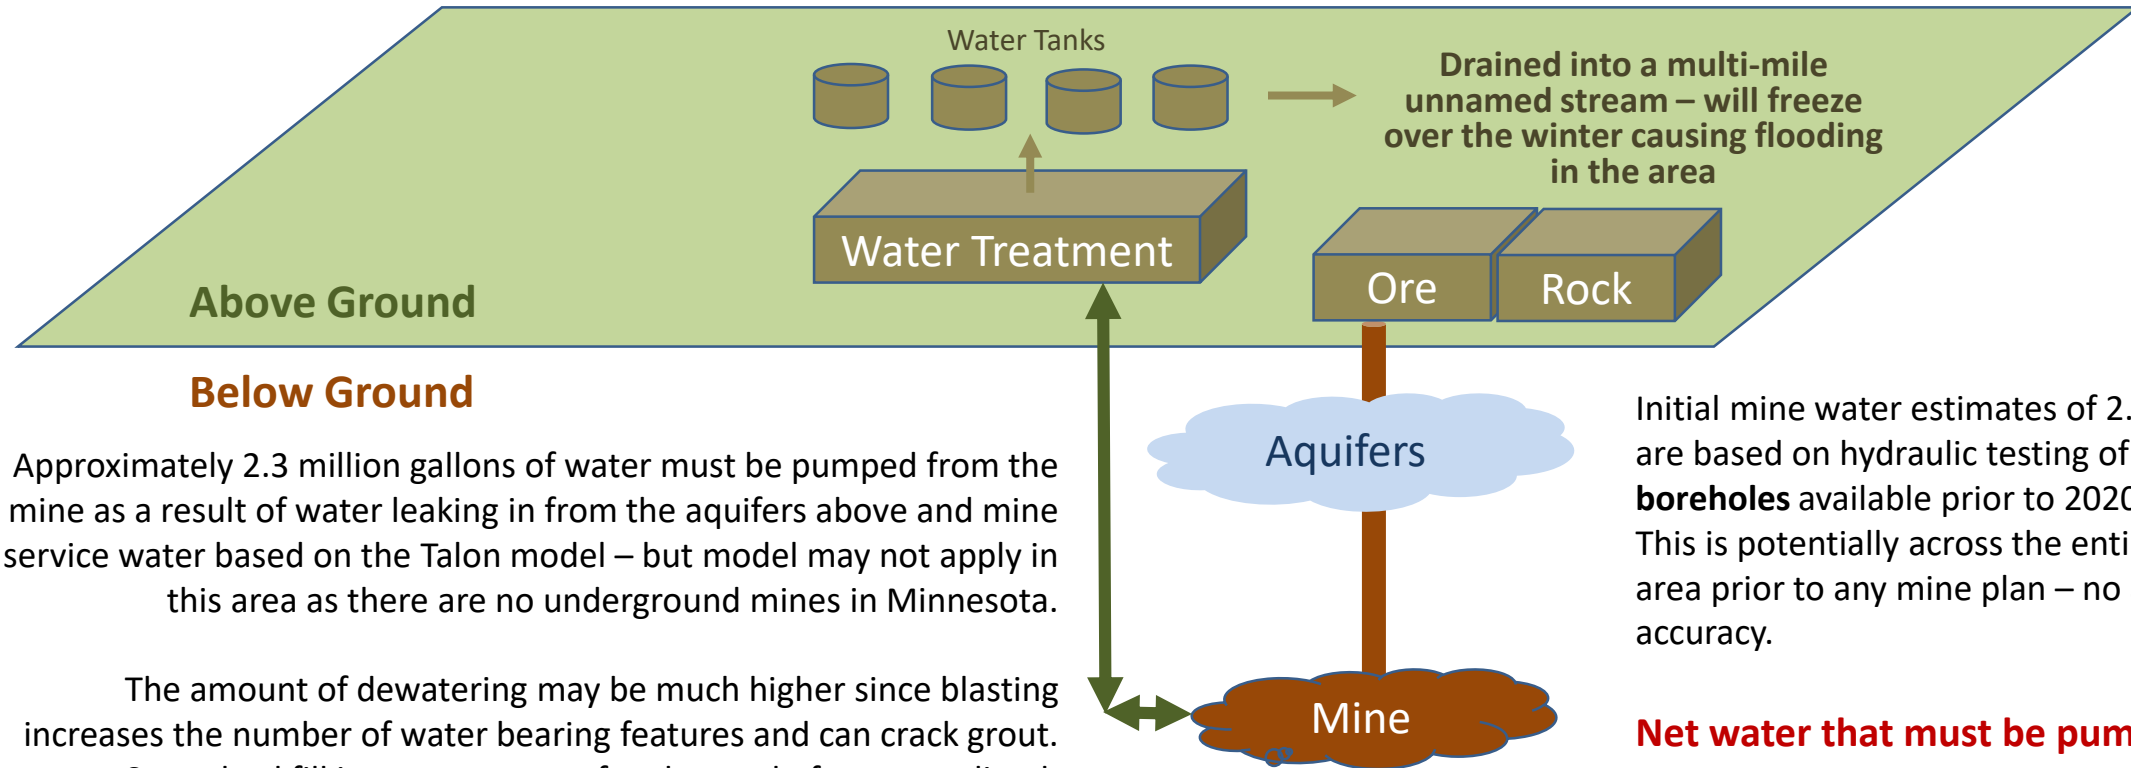 Water Tanks
Drained into a multi-mile
unnamed stream – will freeze
over the winter causing flooding
in the area
Water Treatment
Ore
Rock
Above Ground
Below Ground
Aquifers
Approximately 2.3 million gallons of water must be pumped from the
mine as a result of water leaking in from the aquifers above and mine
service water based on the Talon model – but model may not apply in
this area as there are no underground mines in Minnesota.
The amount of dewatering may be much higher since blasting
increases the number of water bearing features and can crack grout.
Mine
Initial mine water estimates of 2.
are based on hydraulic testing of
boreholes available prior to 2020
This is potentially across the enti
area prior to any mine plan – no
accuracy.
Net water that must be pum